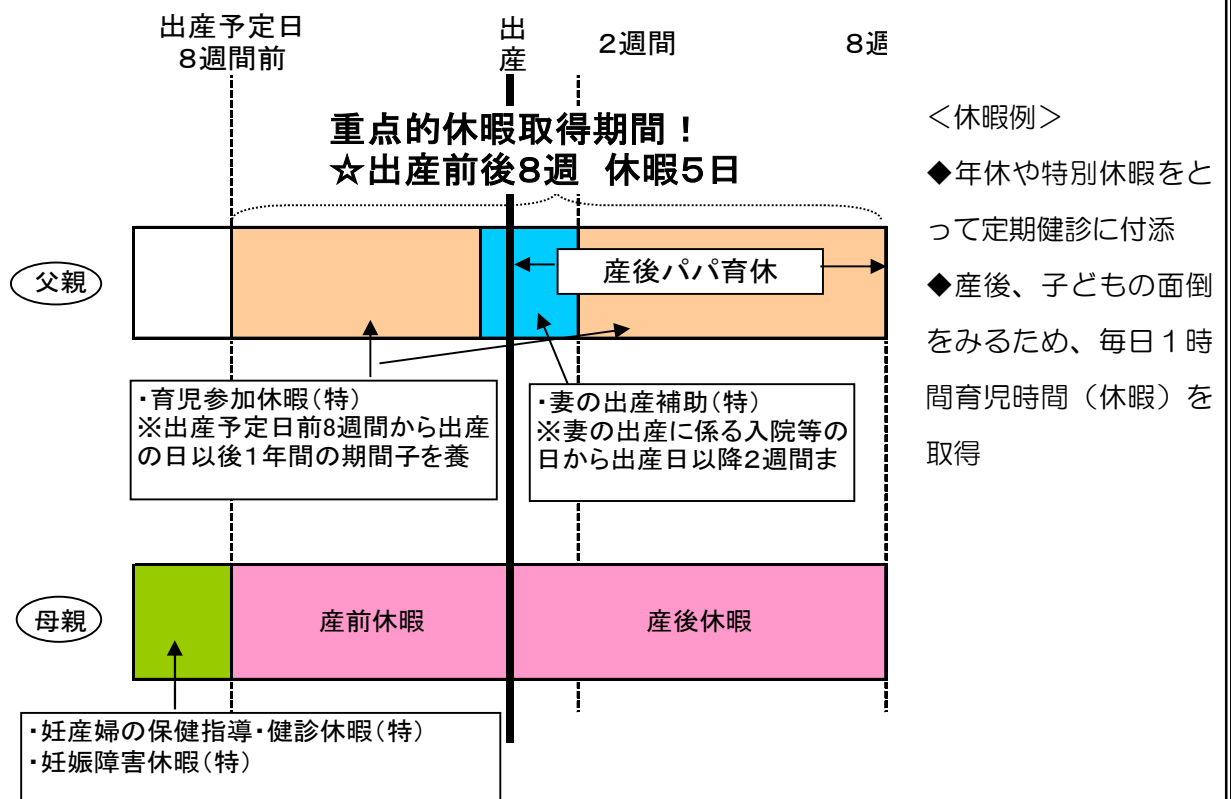 出産予定日
8週間前
出
産
2週間
8週
重点的休暇取得期間！
☆出産前後8週 休暇5日
父親
産後パパ育休
・育児参加休暇(特)
※出産予定日前8週間から出産
の日以後1年間の期間子を養
・妻の出産補助(特)
※妻の出産に係る入院等の
日から出産日以降2週間ま
母親
産前休暇
産後休暇
・妊産婦の保健指導・健診休暇(特)
・妊娠障害休暇(特)
＜休暇例＞
◆年休や特別休暇をと
って定期健診に付添
◆産後、子どもの面倒
をみるため、毎日１時
間育児時間（休暇）を
取得